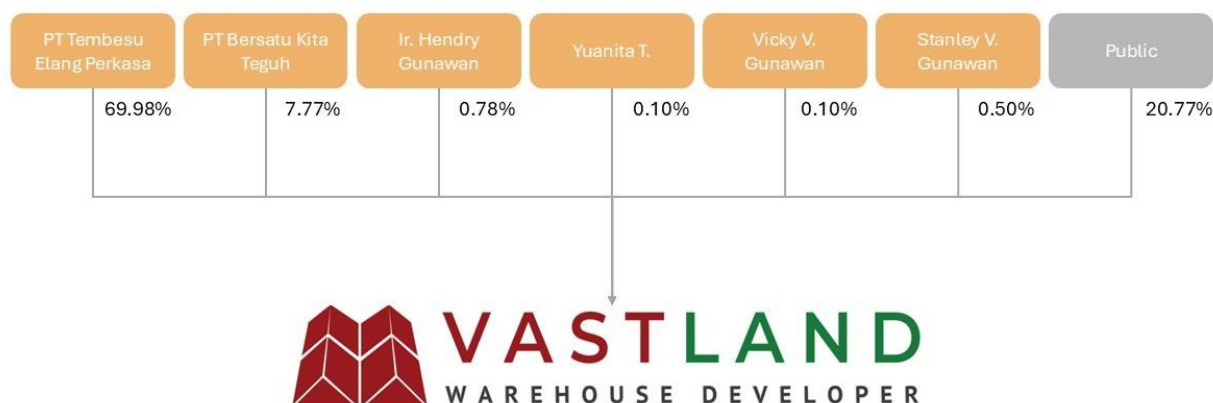 PT Tembesu
Elang Perkasa
PT Bersatu Kita
Teguh
Ir. Hendry
Gunawan
Yuanita T.
Vicky V.
Gunawan
Stanley V.
Gunawan
Public
69.98%
7.77%
0.78%
0.10%
0.10%
0.50%
20.77%
VASTLAND
WAREHOUSE DEVELOPER